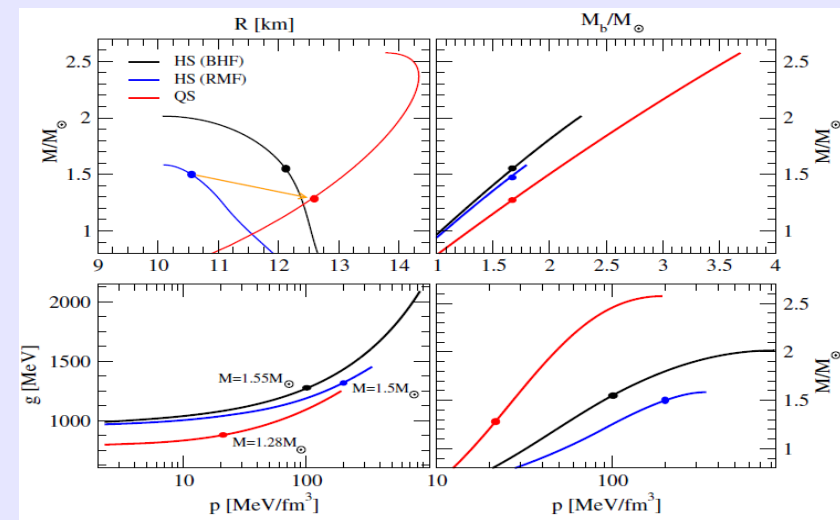 R [km]
M_b/M_⊙
HS (BHF)
HS (RMF)
QS
2.5
2
1.5
1
M/M_⊙
9 10 11 12 13 14
2.5
2
1.5
1
M/M_⊙
1 1.5 2 2.5 3 3.5 4
2000
1500
1000
g [MeV]
M=1.55M_⊙
M=1.5M_⊙
M=1.28M_⊙
10 100
p [MeV/fm³]
2.5
2
1.5
1
M/M_⊙
10 100
p [MeV/fm³]